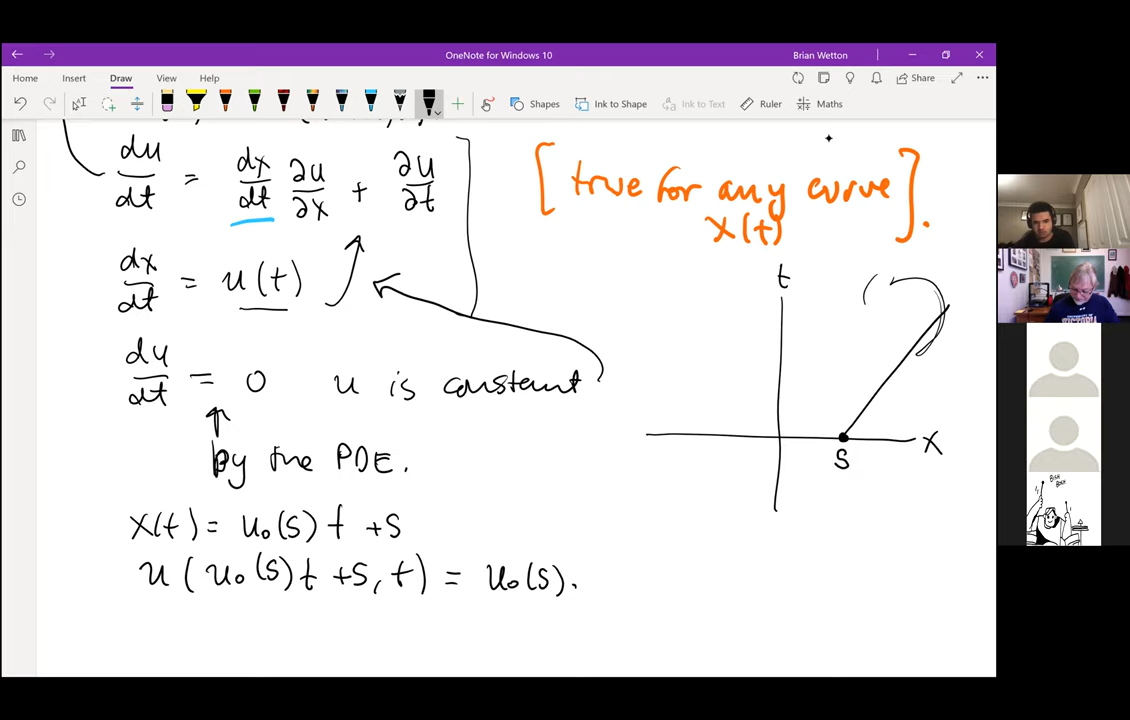 OneNote for Windows 10
Brian Wetton
Home Insert Draw View Help
Share
Shapes
Ink to Shape
Ink to Text
Ruler
Maths
du/dt = dx/dt ∂u/∂x + ∂u/∂t
[true for any curve x(t)].
dx/dt = u(t)
du/dt = 0 u is constant
by the PDE.
x(t) = u₀(s) t + s
u(u₀(s)t + s, t) = u₀(s).
t
x
s
BISH
BOSH